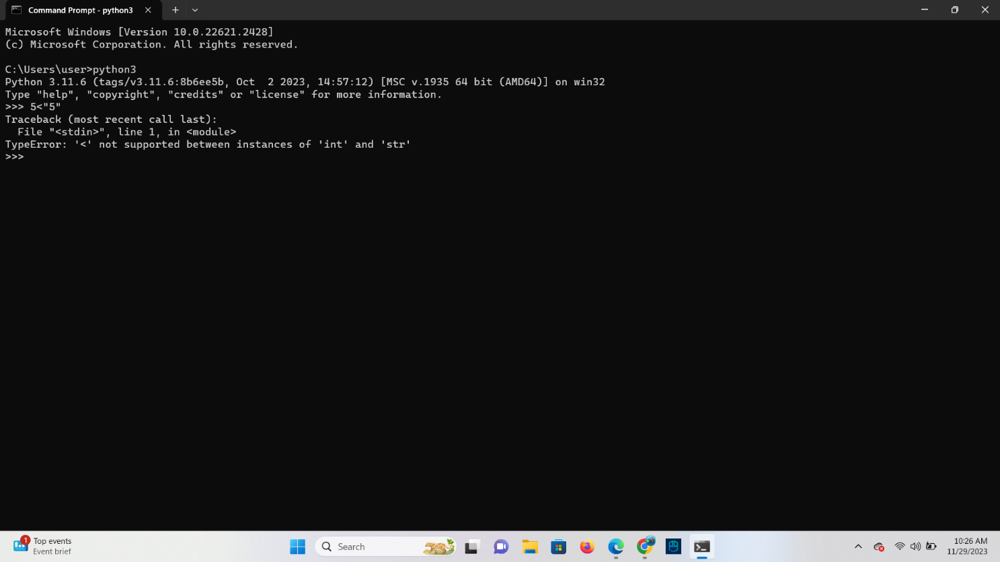 Command Prompt - python3
Microsoft Windows [Version 10.0.22621.2428]
(c) Microsoft Corporation. All rights reserved.
C:\Users\user>python3
Python 3.11.6 (tags/v3.11.6:8b6ee5b, Oct  2 2023, 14:57:12) [MSC v.1935 64 bit (AMD64)] on win32
Type "help", "copyright", "credits" or "license" for more information.
>>> 5<"5"
Traceback (most recent call last):
  File "<stdin>", line 1, in <module>
TypeError: '<' not supported between instances of 'int' and 'str'
>>>
1
Top events
Event brief
Search
10:26 AM
11/29/2023